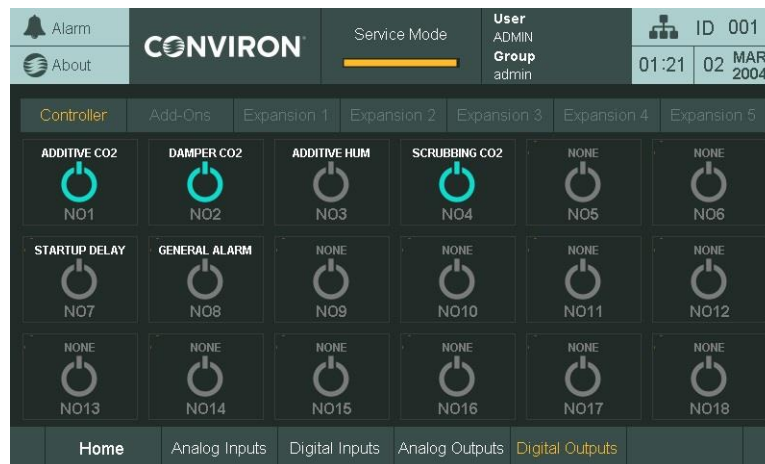 Alarm
About
CONVIRON
Service Mode
User
ADMIN
Group
admin
ID 001
01:21 02 MAR 2004
Controller Add-Ons Expansion 1 Expansion 2 Expansion 3 Expansion 4 Expansion 5
ADDITIVE CO2 DAMPER CO2 ADDITIVE HUM SCRUBBING CO2 NONE NONE
NO1 NO2 NO3 NO4 NO5 NO6
STARTUP DELAY GENERAL ALARM NONE NONE NONE NONE
NO7 NO8 NO9 NO10 NO11 NO12
NONE NONE NONE NONE NONE NONE
NO13 NO14 NO15 NO16 NO17 NO18
Home Analog Inputs Digital Inputs Analog Outputs Digital Outputs